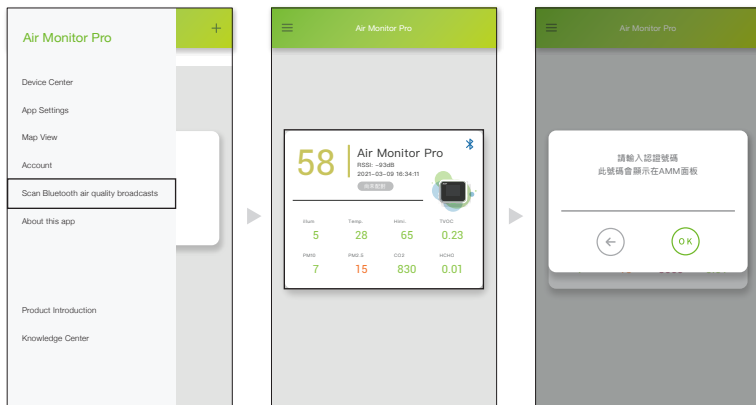 Air Monitor Pro
+
Device Center
App Settings
Map View
Account
Scan Bluetooth air quality broadcasts
About this app
Product Introduction
Knowledge Center
Air Monitor Pro
58
Air Monitor Pro
RSSI: -93dB
2021-03-09 16:34:11
Illum.
Temp.
Humi.
TVOC
5
28
65
0.23
PM10
PM2.5
CO2
HCHO
7
15
830
0.01
Air Monitor Pro
請輸入認證號碼
此號碼會顯示在AMM面板
OK